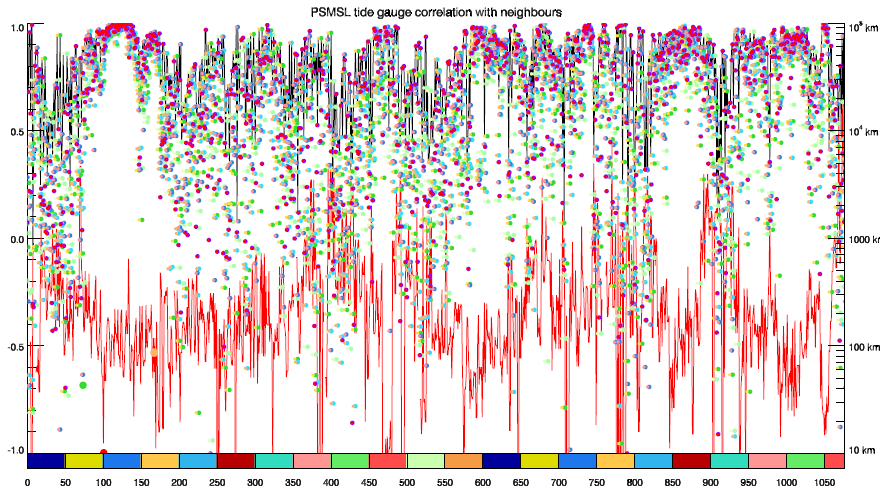 PSMSL tide gauge correlation with neighbours
1.0
0.5
0.0
-0.5
-1.0
10⁵ km
10⁴ km
1000 km
100 km
10 km
0 50 100 150 200 250 300 350 400 450 500 550 600 650 700 750 800 850 900 950 1000 1050